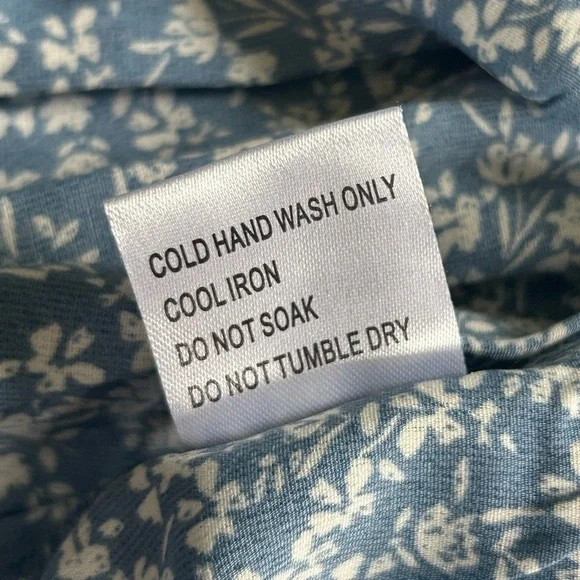 COLD HAND WASH ONLY
COOL IRON
DO NOT SOAK
DO NOT TUMBLE DRY